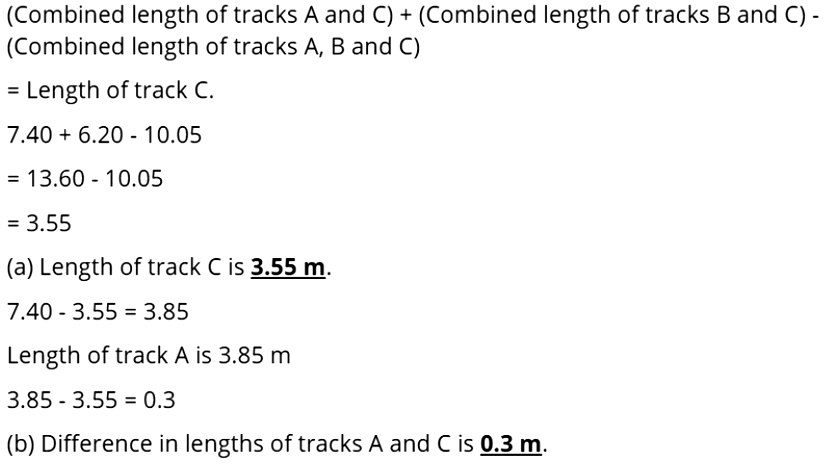 (Combined length of tracks A and C) + (Combined length of tracks B and C) -
(Combined length of tracks A, B and C)
= Length of track C.
7.40 + 6.20 - 10.05
= 13.60 - 10.05
= 3.55
(a) Length of track C is 3.55 m.
7.40 - 3.55 = 3.85
Length of track A is 3.85 m
3.85 - 3.55 = 0.3
(b) Difference in lengths of tracks A and C is 0.3 m.